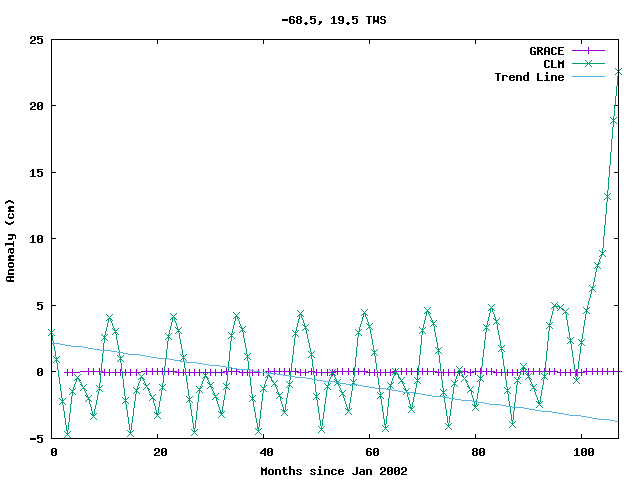 -68.5, 19.5 TWS
GRACE
CLM
Trend Line
25
20
15
10
5
0
-5
Anomaly (cm)
0 20 40 60 80 100
Months since Jan 2002